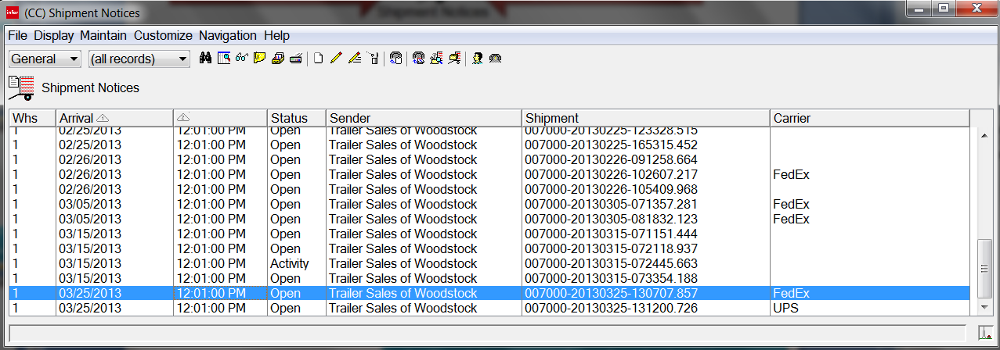 Shipment Notices
infor (CC) Shipment Notices
File Display Maintain Customize Navigation Help
General (all records)
Shipment Notices
Whs Arrival 1 2 Status Sender Shipment Carrier
1 02/25/2013 12:01:00 PM Open Trailer Sales of Woodstock 007000-20130225-123328.515
1 02/25/2013 12:01:00 PM Open Trailer Sales of Woodstock 007000-20130225-165315.452
1 02/26/2013 12:01:00 PM Open Trailer Sales of Woodstock 007000-20130226-091258.664
1 02/26/2013 12:01:00 PM Open Trailer Sales of Woodstock 007000-20130226-102607.217 FedEx
1 02/26/2013 12:01:00 PM Open Trailer Sales of Woodstock 007000-20130226-105409.968
1 03/05/2013 12:01:00 PM Open Trailer Sales of Woodstock 007000-20130305-071357.281 FedEx
1 03/05/2013 12:01:00 PM Open Trailer Sales of Woodstock 007000-20130305-081832.123 FedEx
1 03/15/2013 12:01:00 PM Open Trailer Sales of Woodstock 007000-20130315-071151.444
1 03/15/2013 12:01:00 PM Open Trailer Sales of Woodstock 007000-20130315-072118.937
1 03/15/2013 12:01:00 PM Activity Trailer Sales of Woodstock 007000-20130315-072445.663
1 03/15/2013 12:01:00 PM Open Trailer Sales of Woodstock 007000-20130315-073354.188
1 03/25/2013 12:01:00 PM Open Trailer Sales of Woodstock 007000-20130325-130707.857 FedEx
1 03/25/2013 12:01:00 PM Open Trailer Sales of Woodstock 007000-20130325-131200.726 UPS